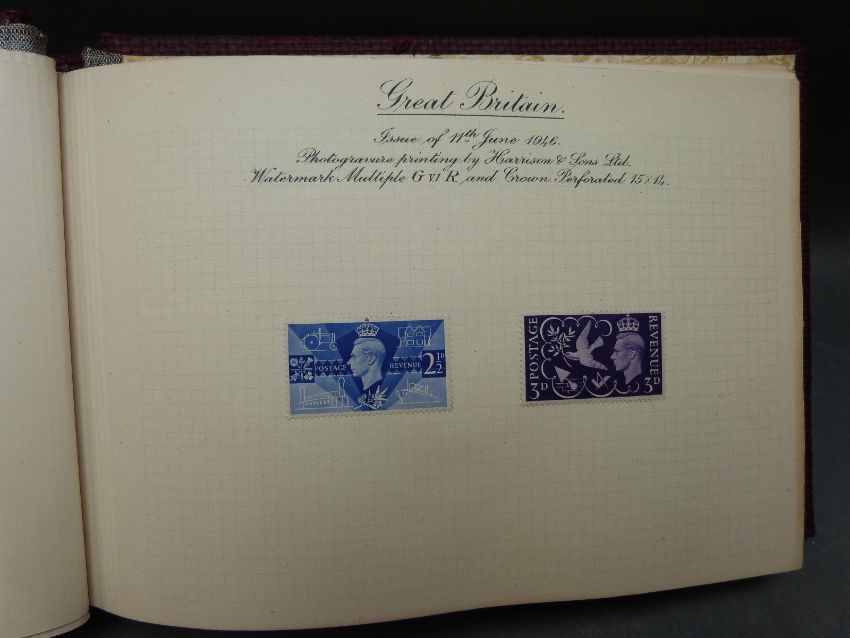 Great Britain.
Issue of 11th June 1946.
Photogravure printing by Harrison & Sons Ltd.
Watermark Multiple G VI R and Crown. Perforated 15 x 14.
POSTAGE REVENUE 2½D
POSTAGE
REVENUE
3D 3D